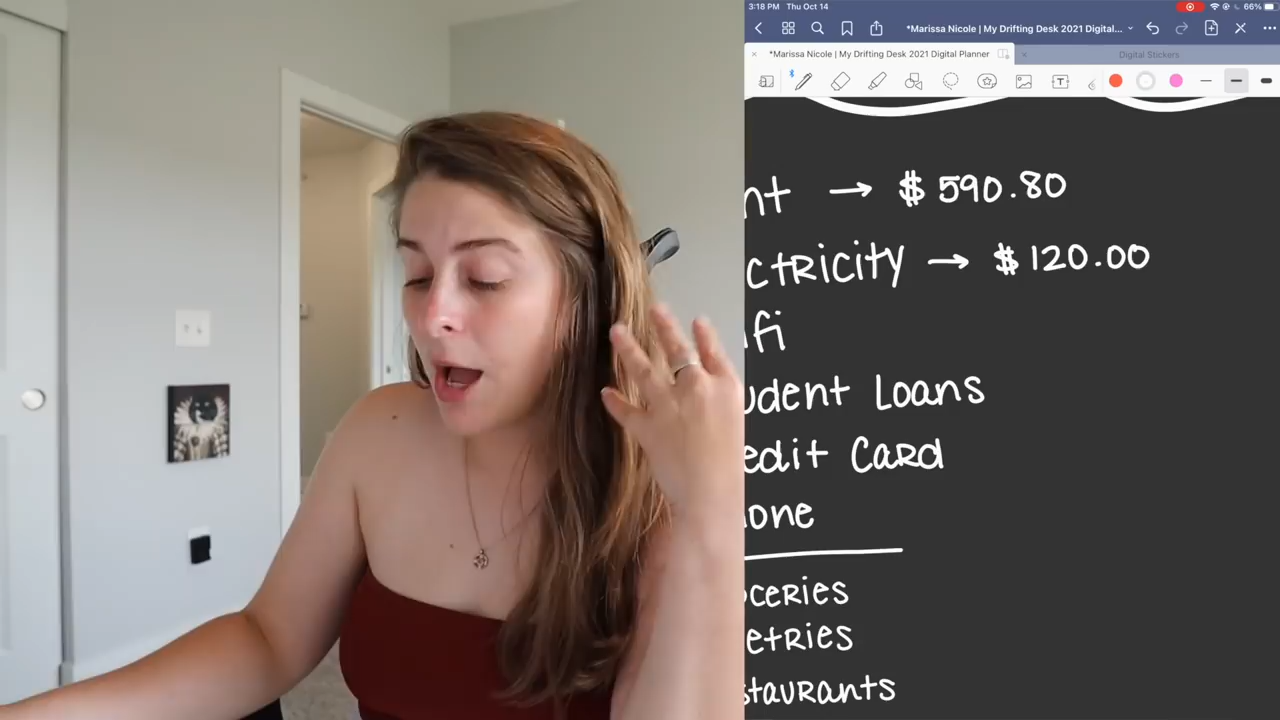 3:18 PM Thu Oct 14 66%
*Marissa Nicole | My Drifting Desk 2021 Digital...
*Marissa Nicole | My Drifting Desk 2021 Digital Planner
Digital Stickers
nt → $590.80
ctricity → $120.00
fi
udent Loans
edit Card
one
ceries
etries
staurants